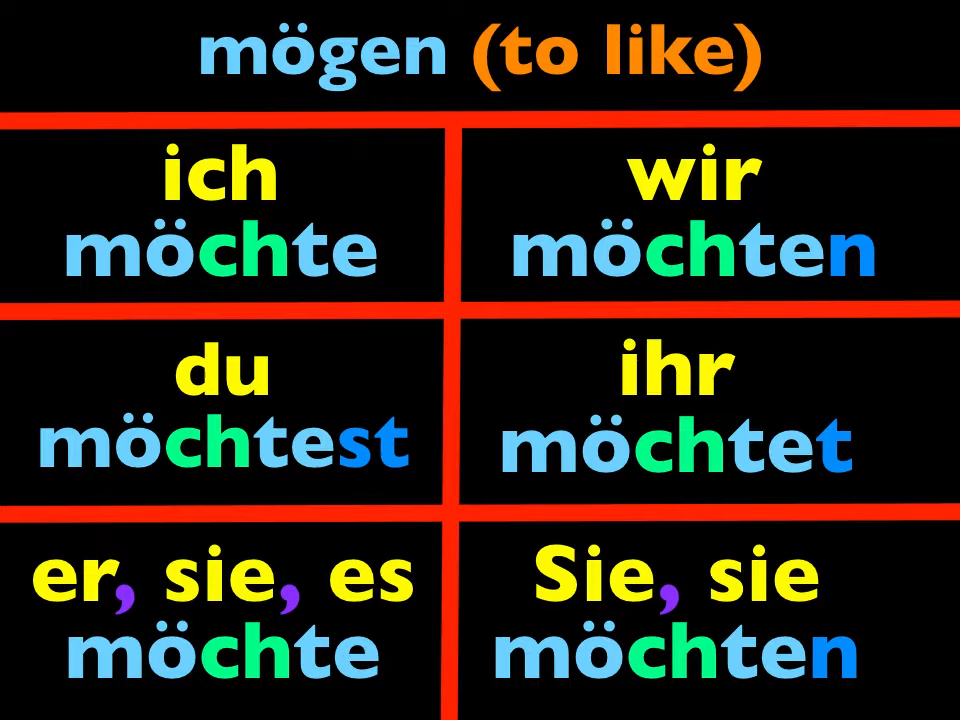 mögen (to like)
ich
möchte
wir
möchten
du
möchtest
ihr
möchtet
er, sie, es
möchte
Sie, sie
möchten